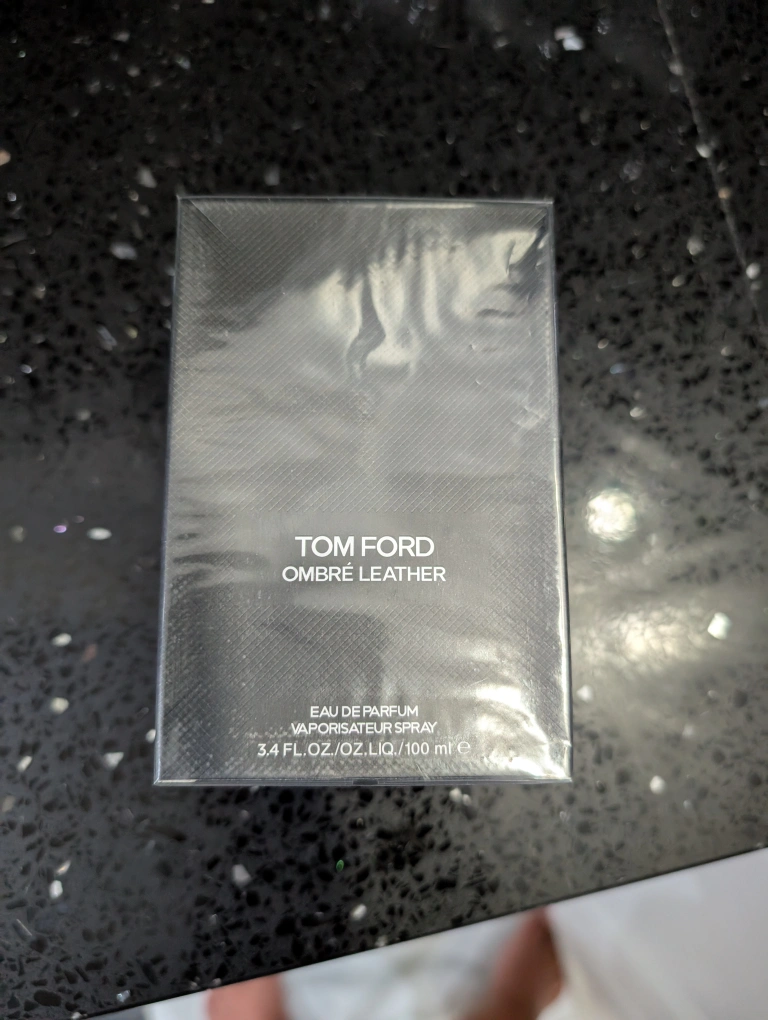 TOM FORD
OMBRÉ LEATHER
EAU DE PARFUM
VAPORISATEUR SPRAY
3.4 FL.OZ./OZ.LIQ./100 ml ℮